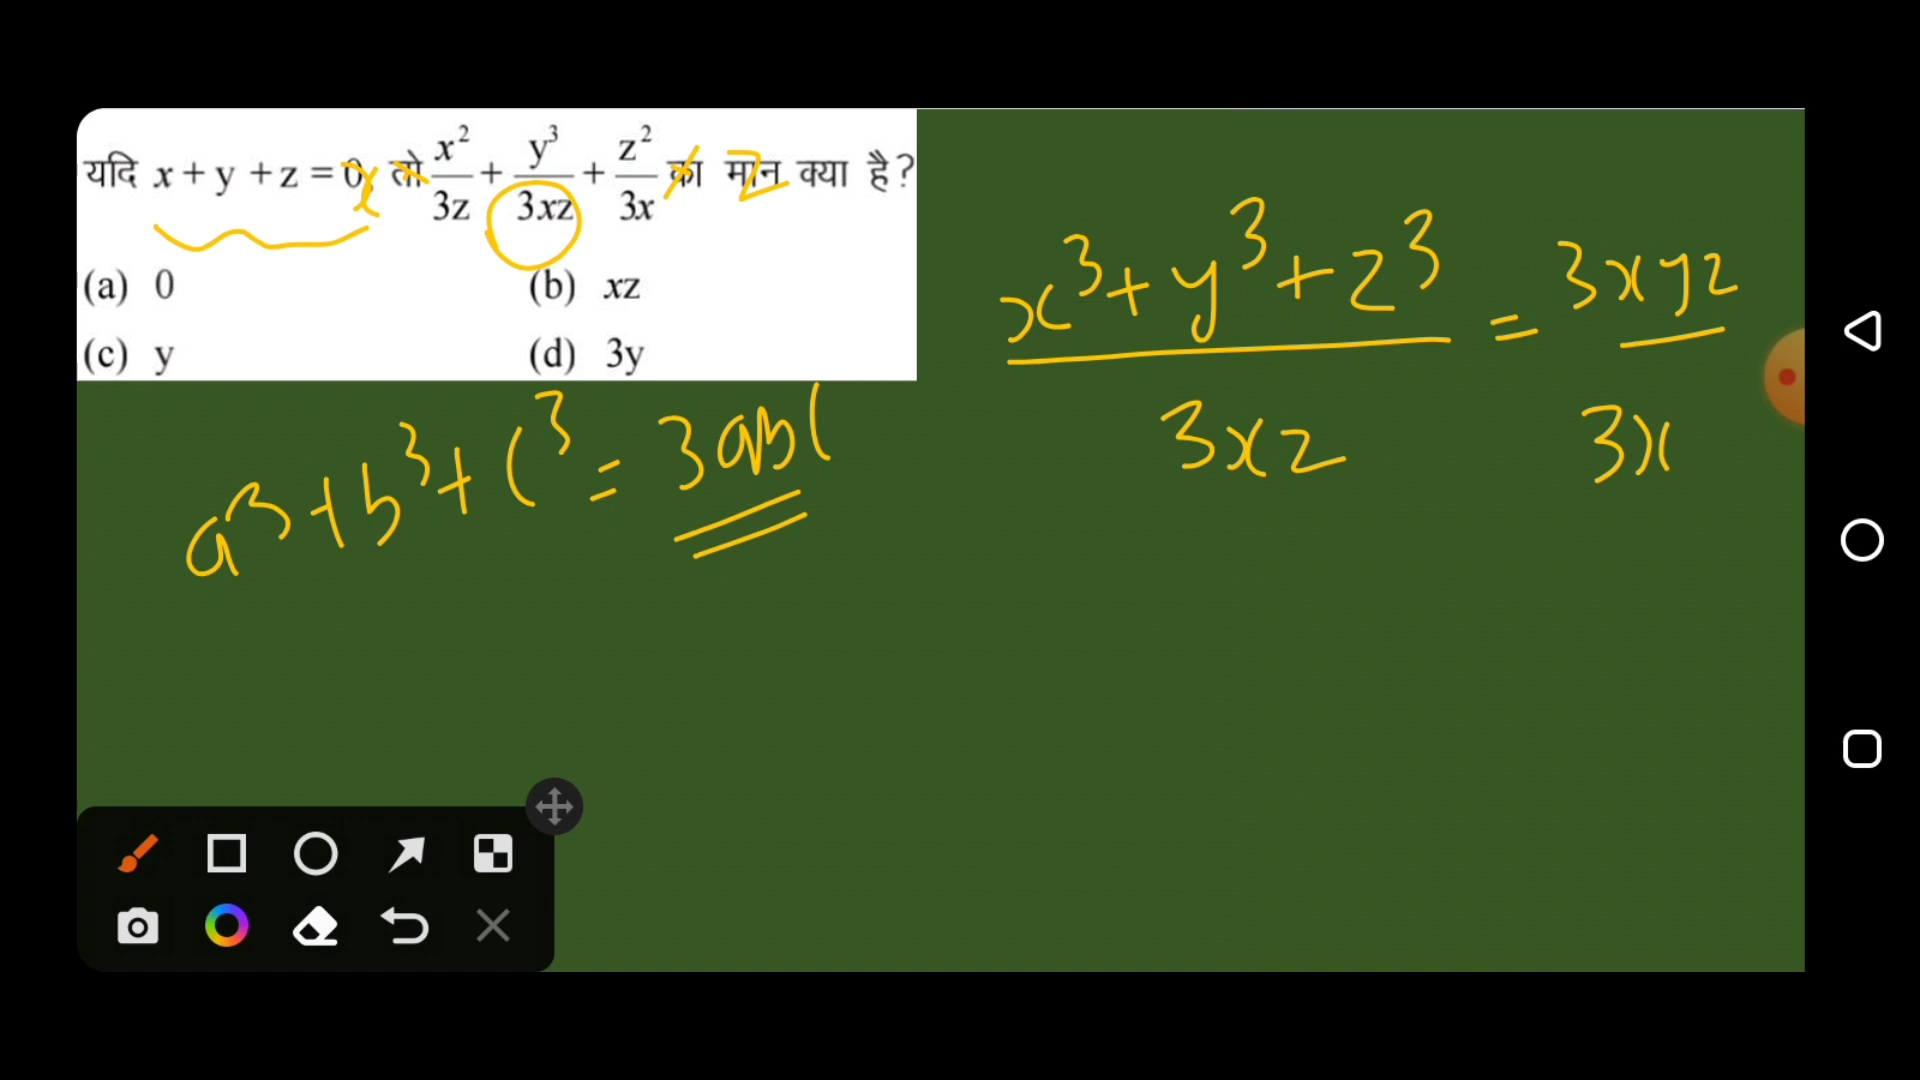 यदि x + y + z = 0, तो x²/3z + y³/3xz + z²/3x का मान क्या है?
(a) 0 (b) xz
(c) y (d) 3y
x × × z
x³ + y³ + z³ = 3xyz
3xz 3x
a³ + b³ + c³ = 3abc